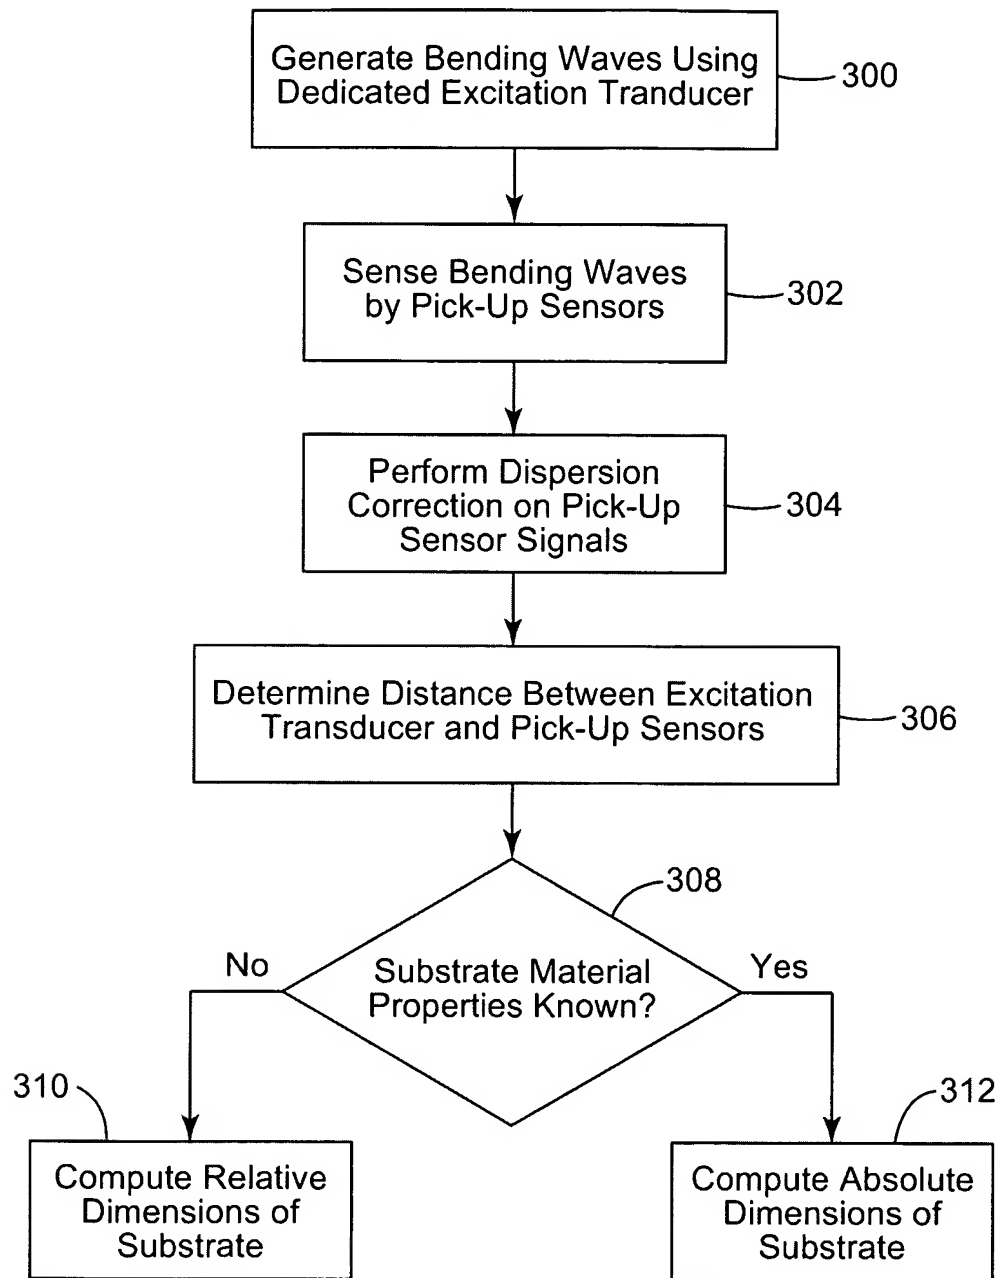 Generate Bending Waves Using
Dedicated Excitation Tranducer
300
Sense Bending Waves
by Pick-Up Sensors
302
Perform Dispersion
Correction on Pick-Up
Sensor Signals
304
Determine Distance Between Excitation
Transducer and Pick-Up Sensors
306
308
No
Substrate Material
Properties Known?
Yes
310
Compute Relative
Dimensions of
Substrate
312
Compute Absolute
Dimensions of
Substrate